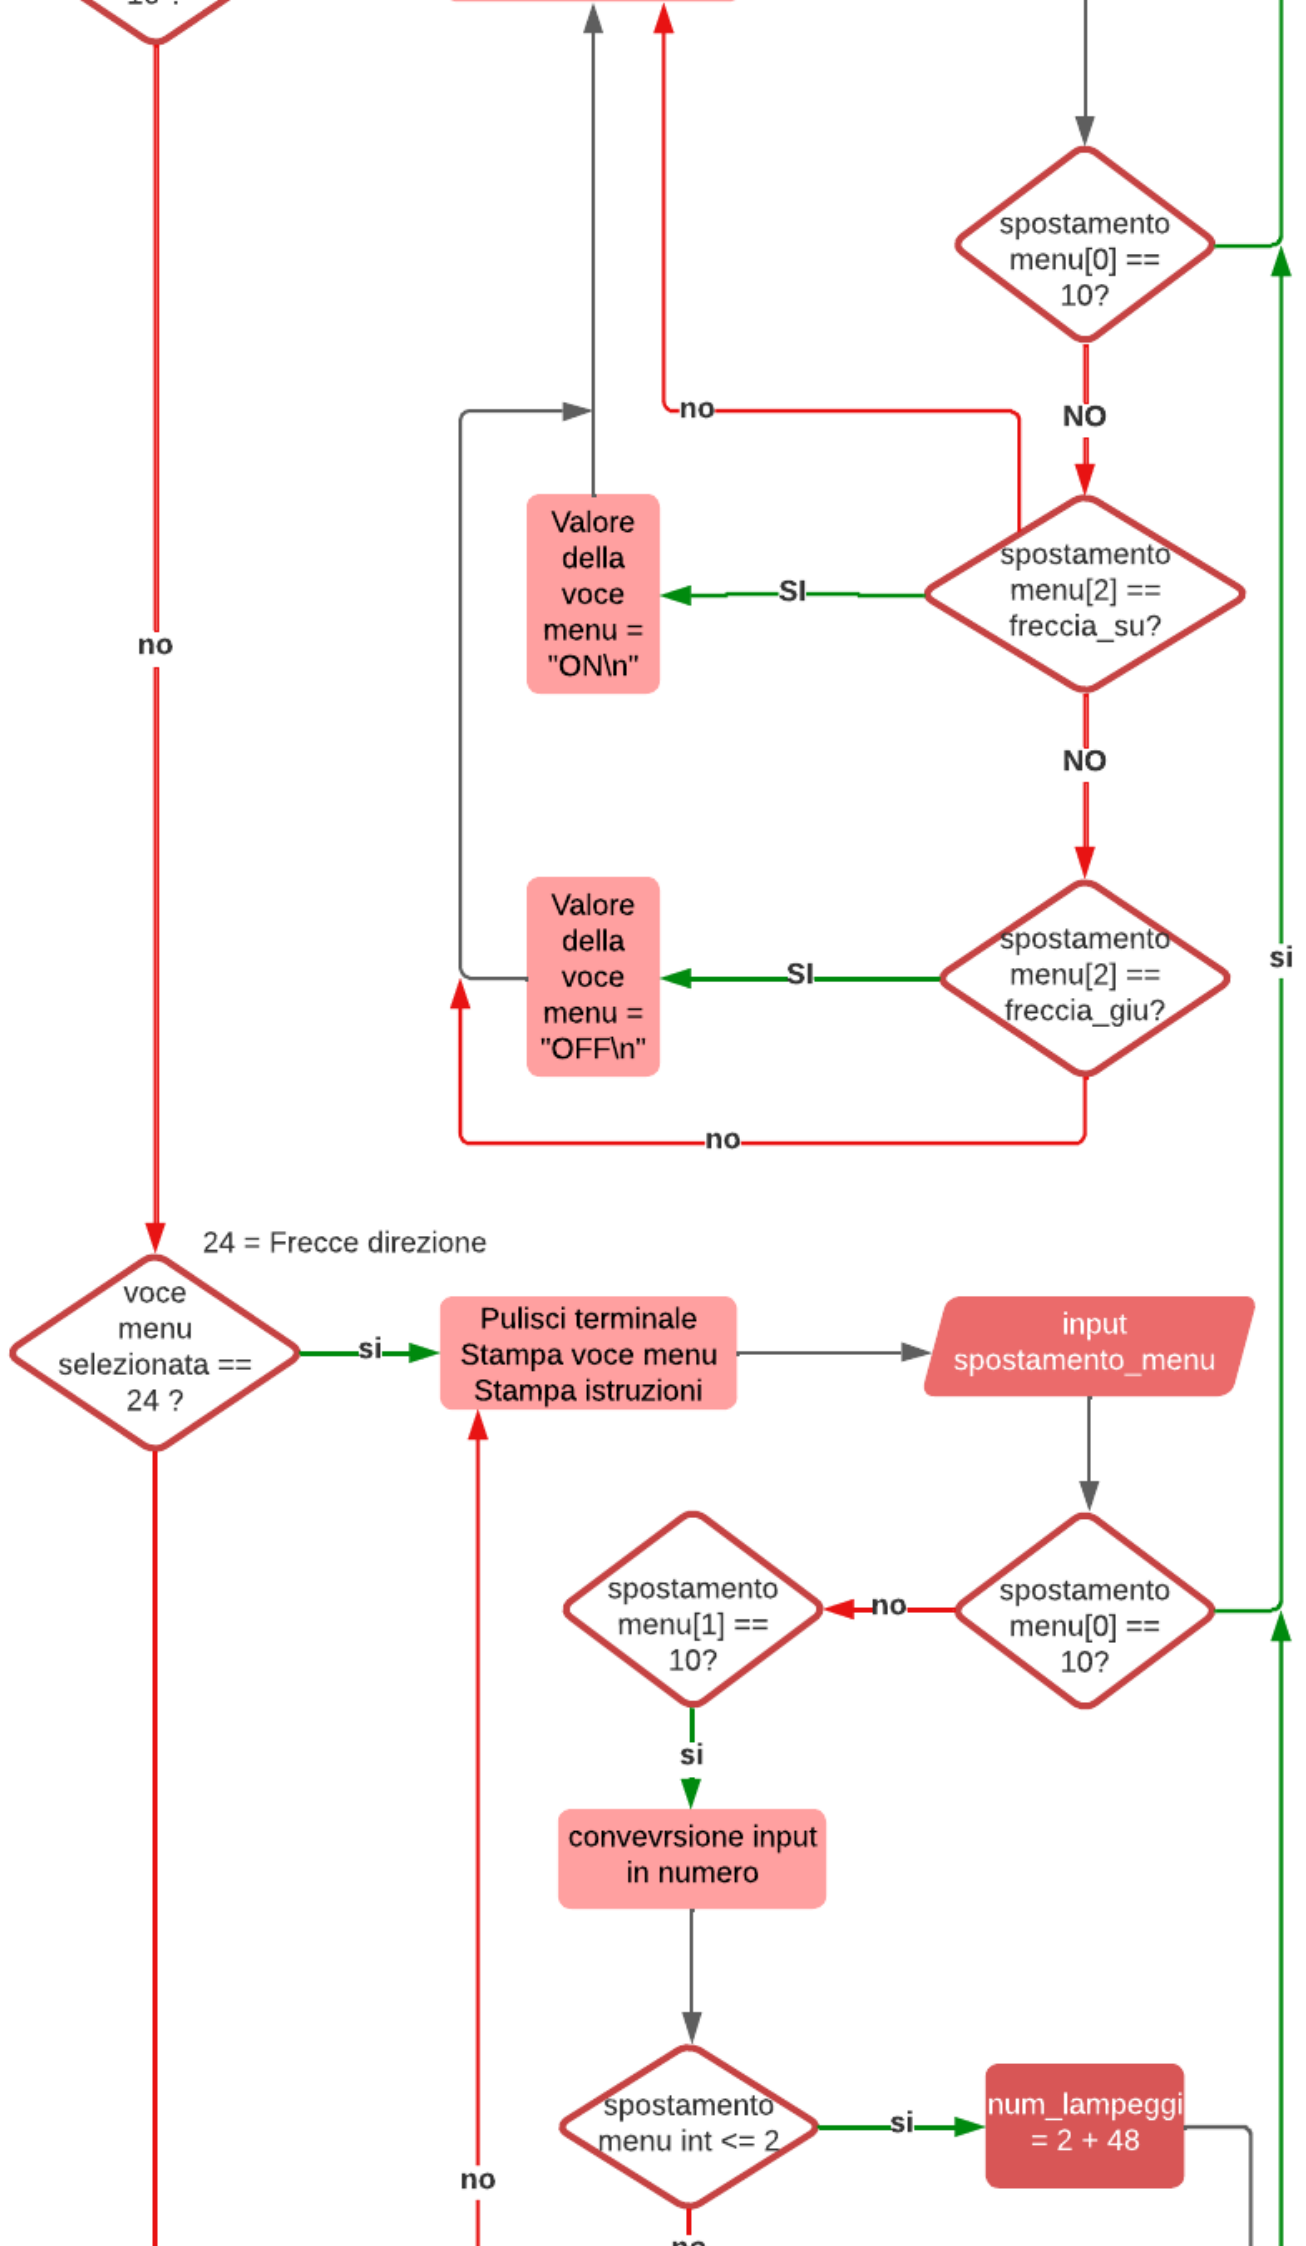 spostamento
menu[0] ==
10?
no
NO
Valore
della
voce
menu =
"ON\n"
SI
spostamento
menu[2] ==
freccia_su?
no
NO
Valore
della
voce
menu =
"OFF\n"
SI
spostamento
menu[2] ==
freccia_giu?
si
no
24 = Frecce direzione
voce
menu
selezionata ==
24 ?
si
Pulisci terminale
Stampa voce menu
Stampa istruzioni
input
spostamento_menu
spostamento
menu[1] ==
10?
no
spostamento
menu[0] ==
10?
si
convevrsione input
in numero
spostamento
menu int <= 2
si
num_lampeggi
= 2 + 48
no